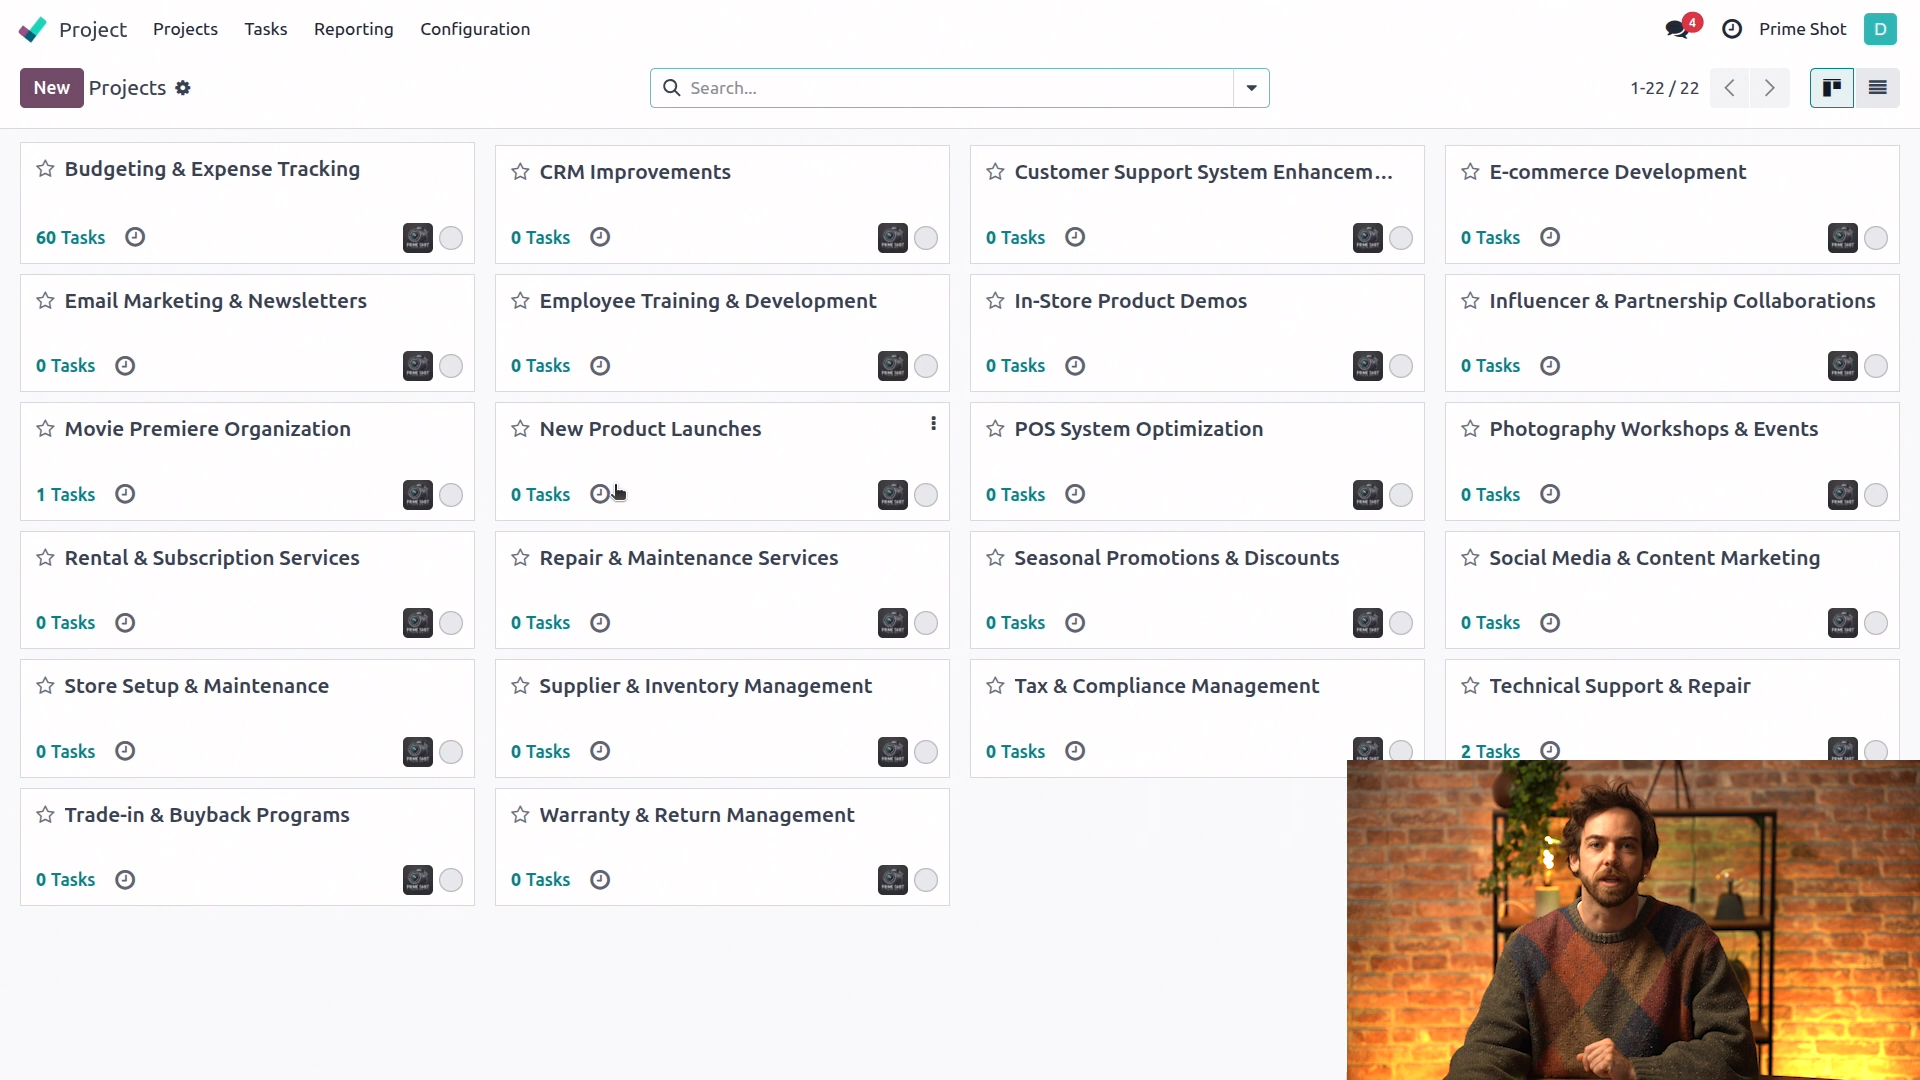 Project Projects Tasks Reporting Configuration 4 Prime Shot D
New Projects Search... 1-22 / 22
Budgeting & Expense Tracking
60 Tasks
CRM Improvements
0 Tasks
Customer Support System Enhancem...
0 Tasks
E-commerce Development
0 Tasks
Email Marketing & Newsletters
0 Tasks
Employee Training & Development
0 Tasks
In-Store Product Demos
0 Tasks
Influencer & Partnership Collaborations
0 Tasks
Movie Premiere Organization
1 Tasks
New Product Launches
0 Tasks
POS System Optimization
0 Tasks
Photography Workshops & Events
0 Tasks
Rental & Subscription Services
0 Tasks
Repair & Maintenance Services
0 Tasks
Seasonal Promotions & Discounts
0 Tasks
Social Media & Content Marketing
0 Tasks
Store Setup & Maintenance
0 Tasks
Supplier & Inventory Management
0 Tasks
Tax & Compliance Management
0 Tasks
Technical Support & Repair
2 Tasks
Trade-in & Buyback Programs
0 Tasks
Warranty & Return Management
0 Tasks